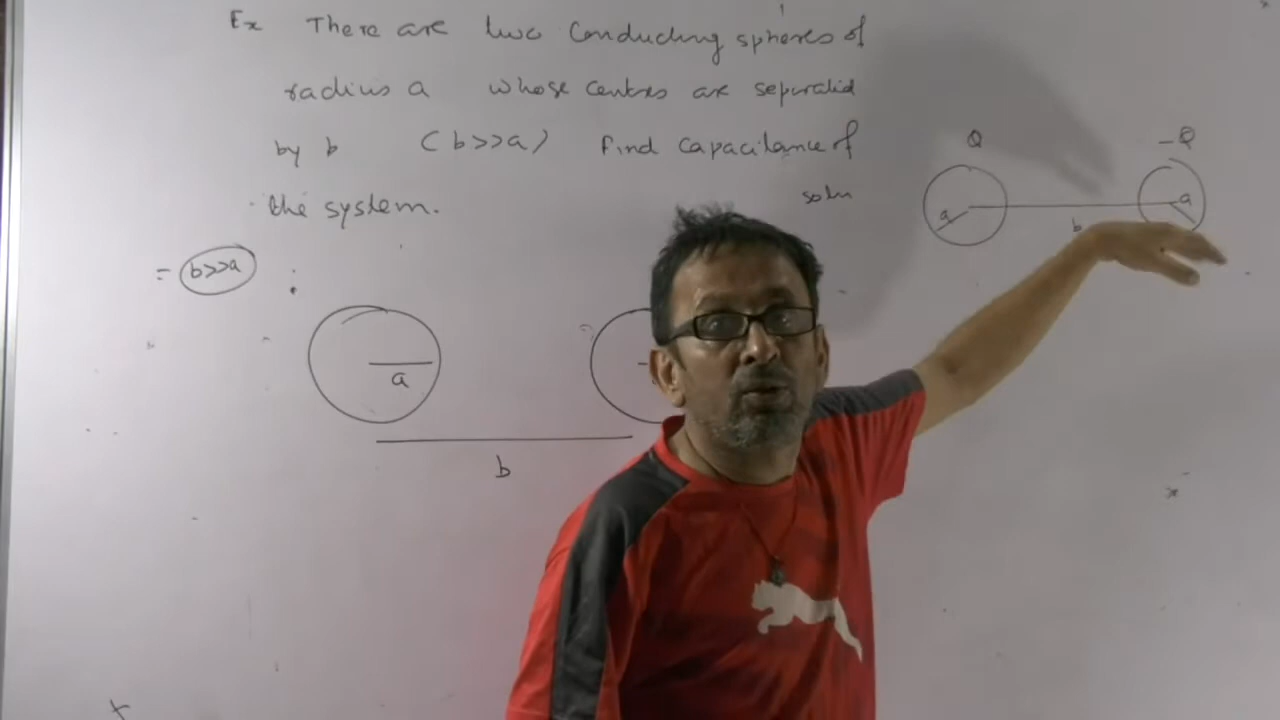 Ex There are two Conducting spheres of
radius a whose centres are separated
by b (b>>a) Find Capacitance of
the system.
soln
Q
-Q
a
a
b
= b>>a :
a
b